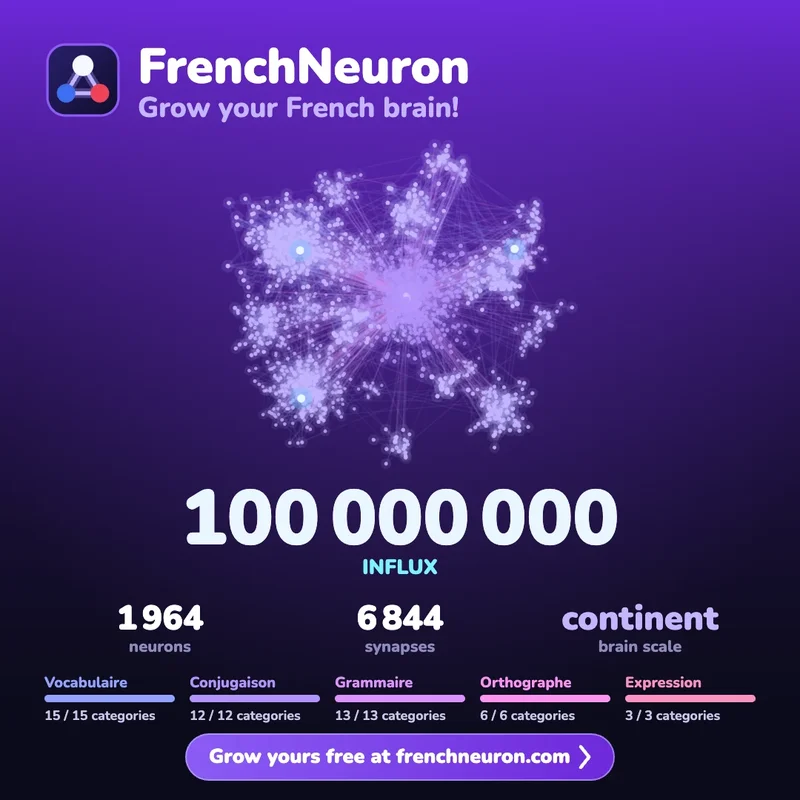 FrenchNeuron
Grow your French brain!
100 000 000
INFLUX
1 964 6 844 continent
neurons synapses brain scale
Vocabulaire Conjugaison Grammaire Orthographe Expression
15 / 15 categories 12 / 12 categories 13 / 13 categories 6 / 6 categories 3 / 3 categories
Grow yours free at frenchneuron.com